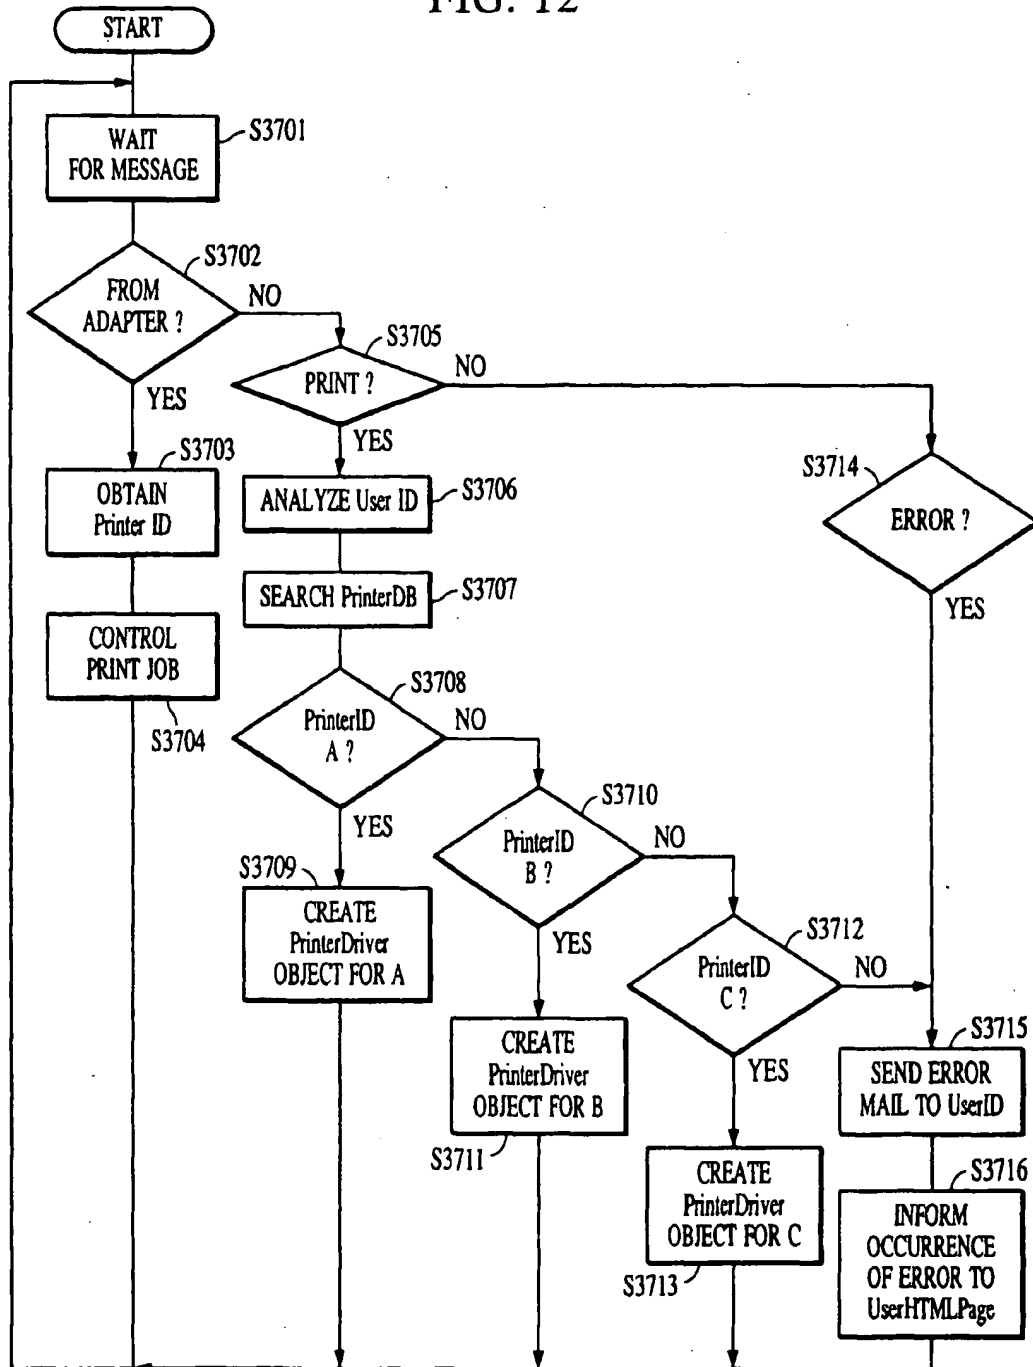 FIG. 12
START
WAIT
FOR MESSAGE
S3701
FROM
ADAPTER ?
S3702
NO
YES
S3703
OBTAIN
Printer ID
CONTROL
PRINT JOB
S3704
PRINT ?
S3705
NO
YES
ANALYZE User ID
S3706
SEARCH PrinterDB
S3707
PrinterID
A ?
S3708
NO
YES
S3709
CREATE
PrinterDriver
OBJECT FOR A
PrinterID
B ?
S3710
NO
YES
CREATE
PrinterDriver
OBJECT FOR B
S3711
PrinterID
C ?
S3712
NO
YES
CREATE
PrinterDriver
OBJECT FOR C
S3713
S3714
ERROR ?
YES
S3715
SEND ERROR
MAIL TO UserID
S3716
INFORM
OCCURRENCE
OF ERROR TO
UserHTMLPage